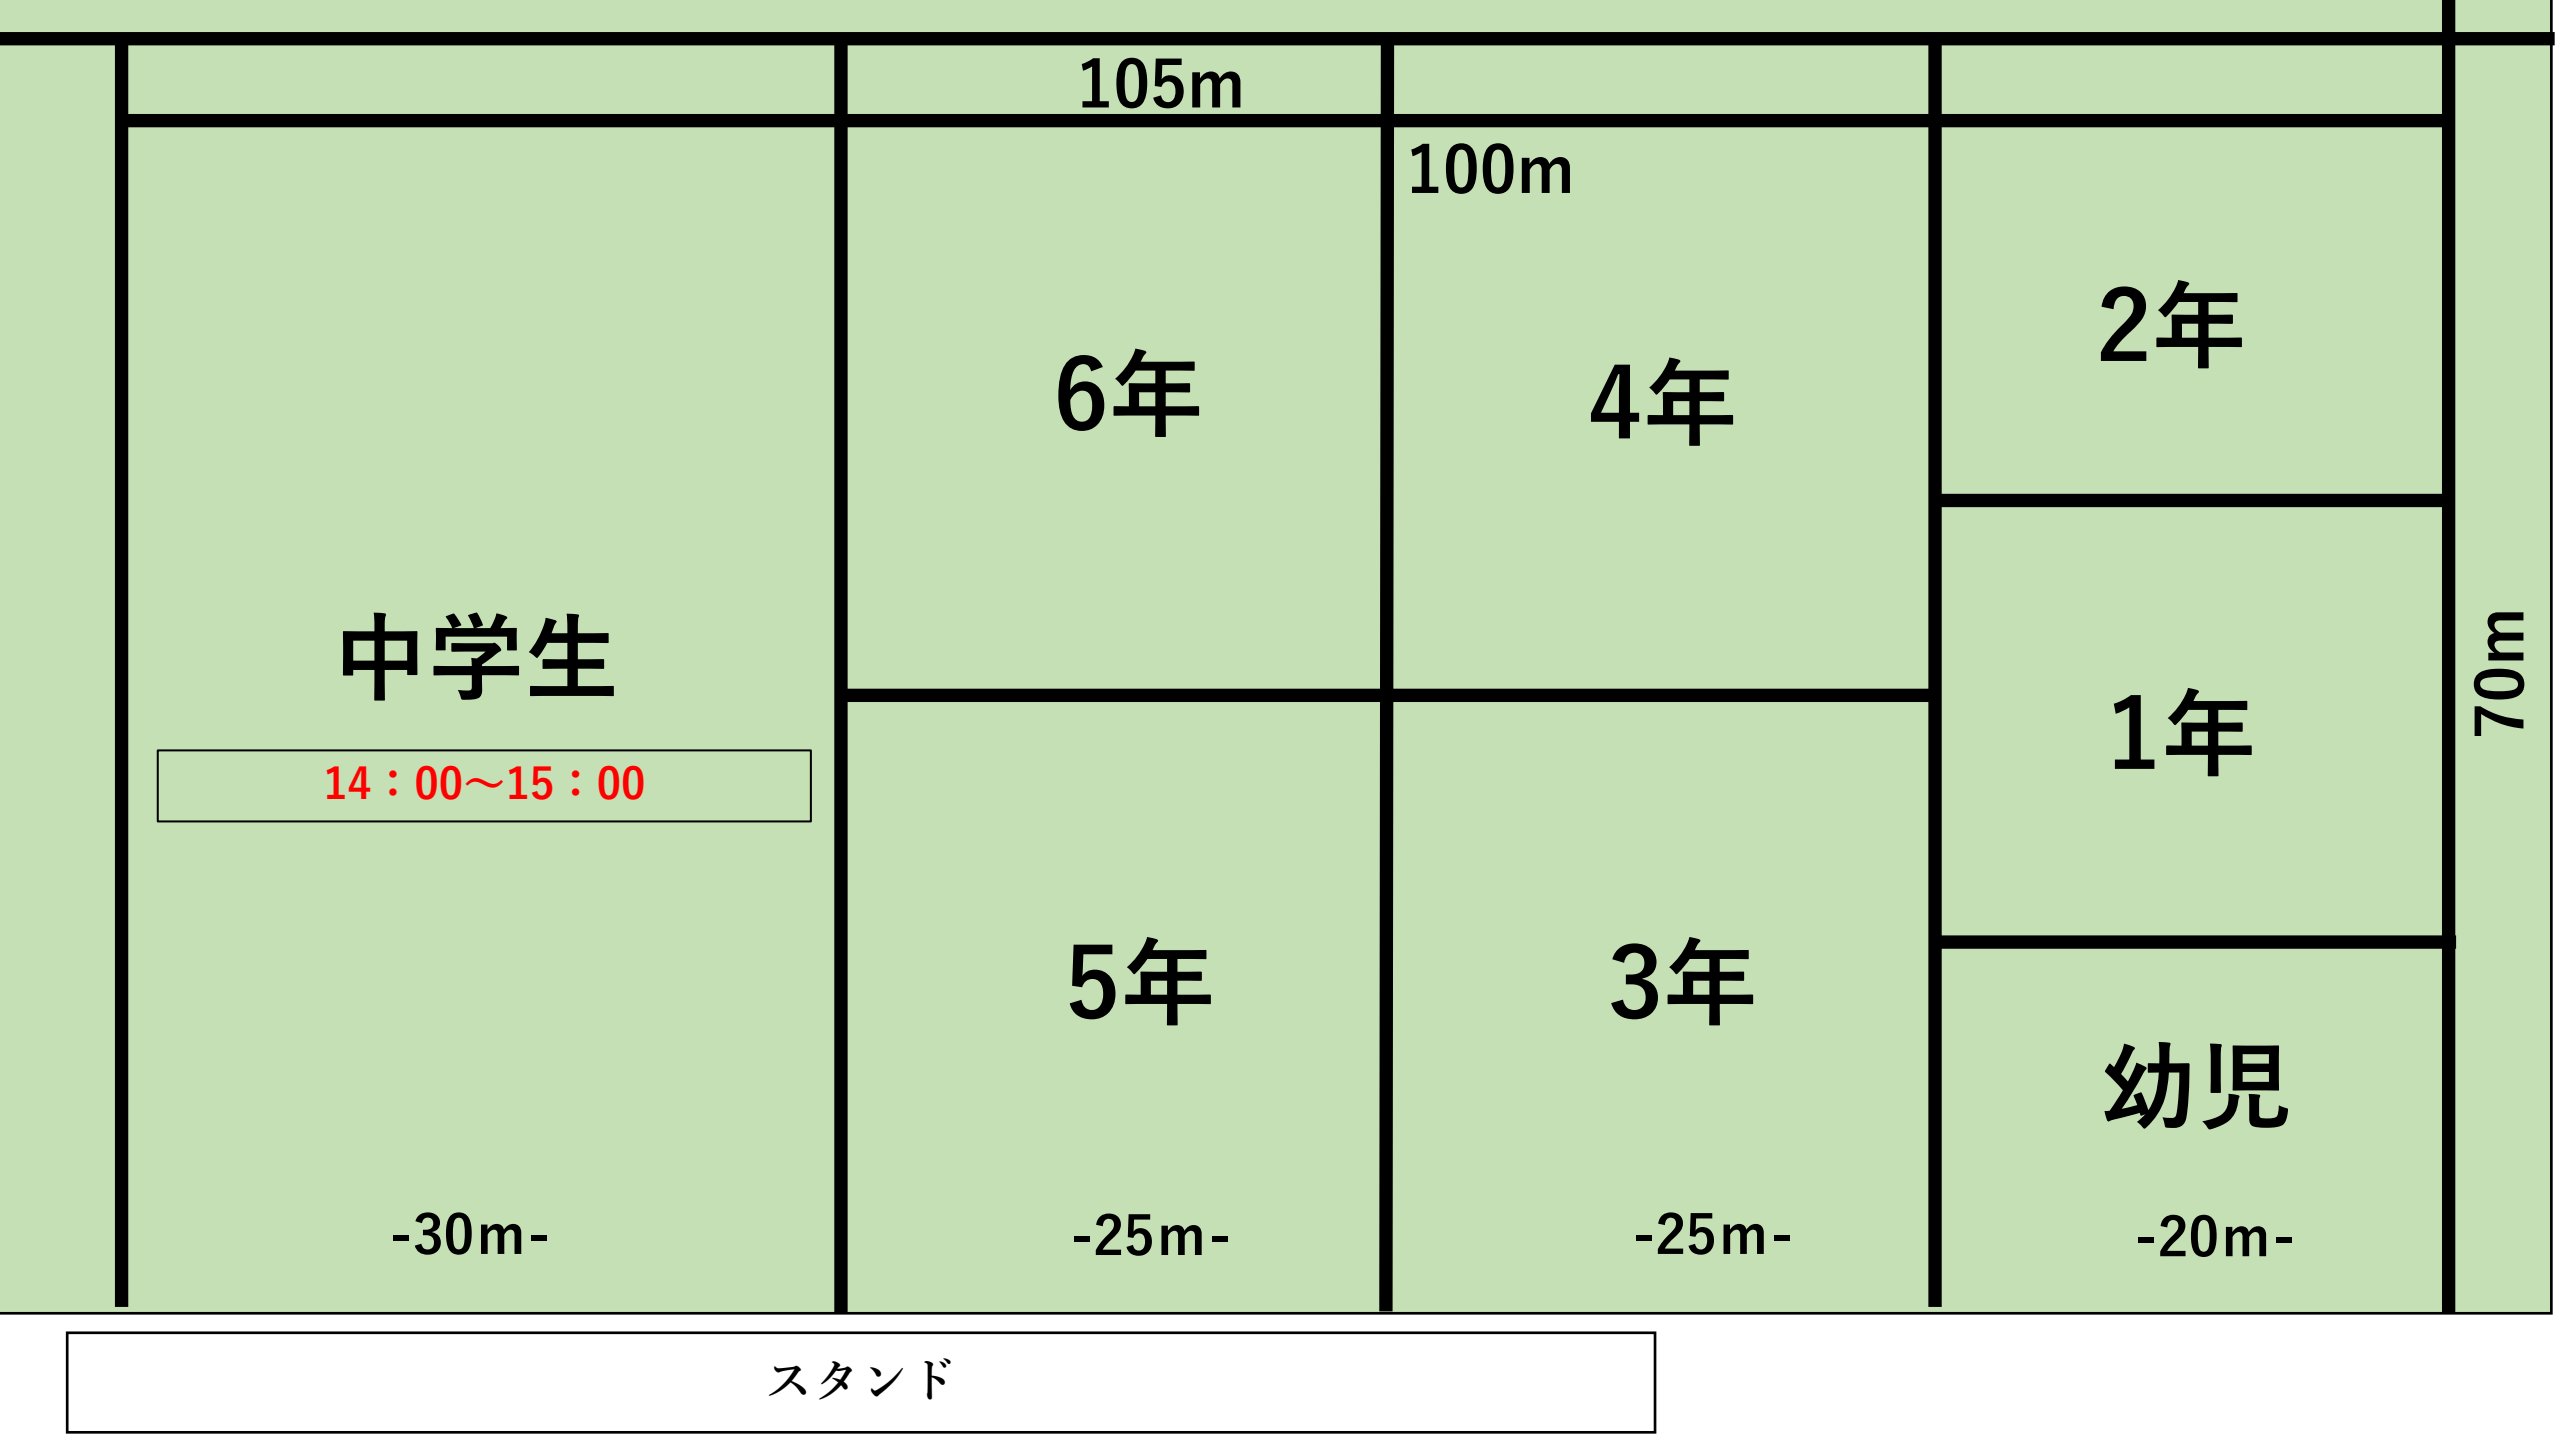 105m
100m
2年
6年
4年
中学生
14：00～15：00
1年
70m
5年
3年
幼児
-30m-
-25m-
-25m-
-20m-
スタンド